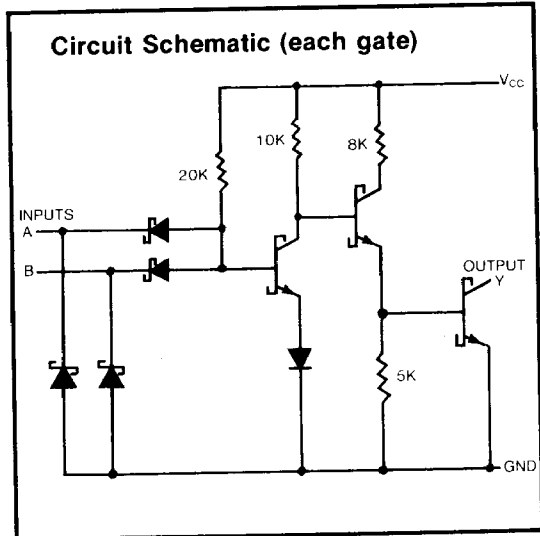 Circuit Schematic (each gate)
VCC
10K
8K
20K
INPUTS
A
B
OUTPUT
Y
5K
GND